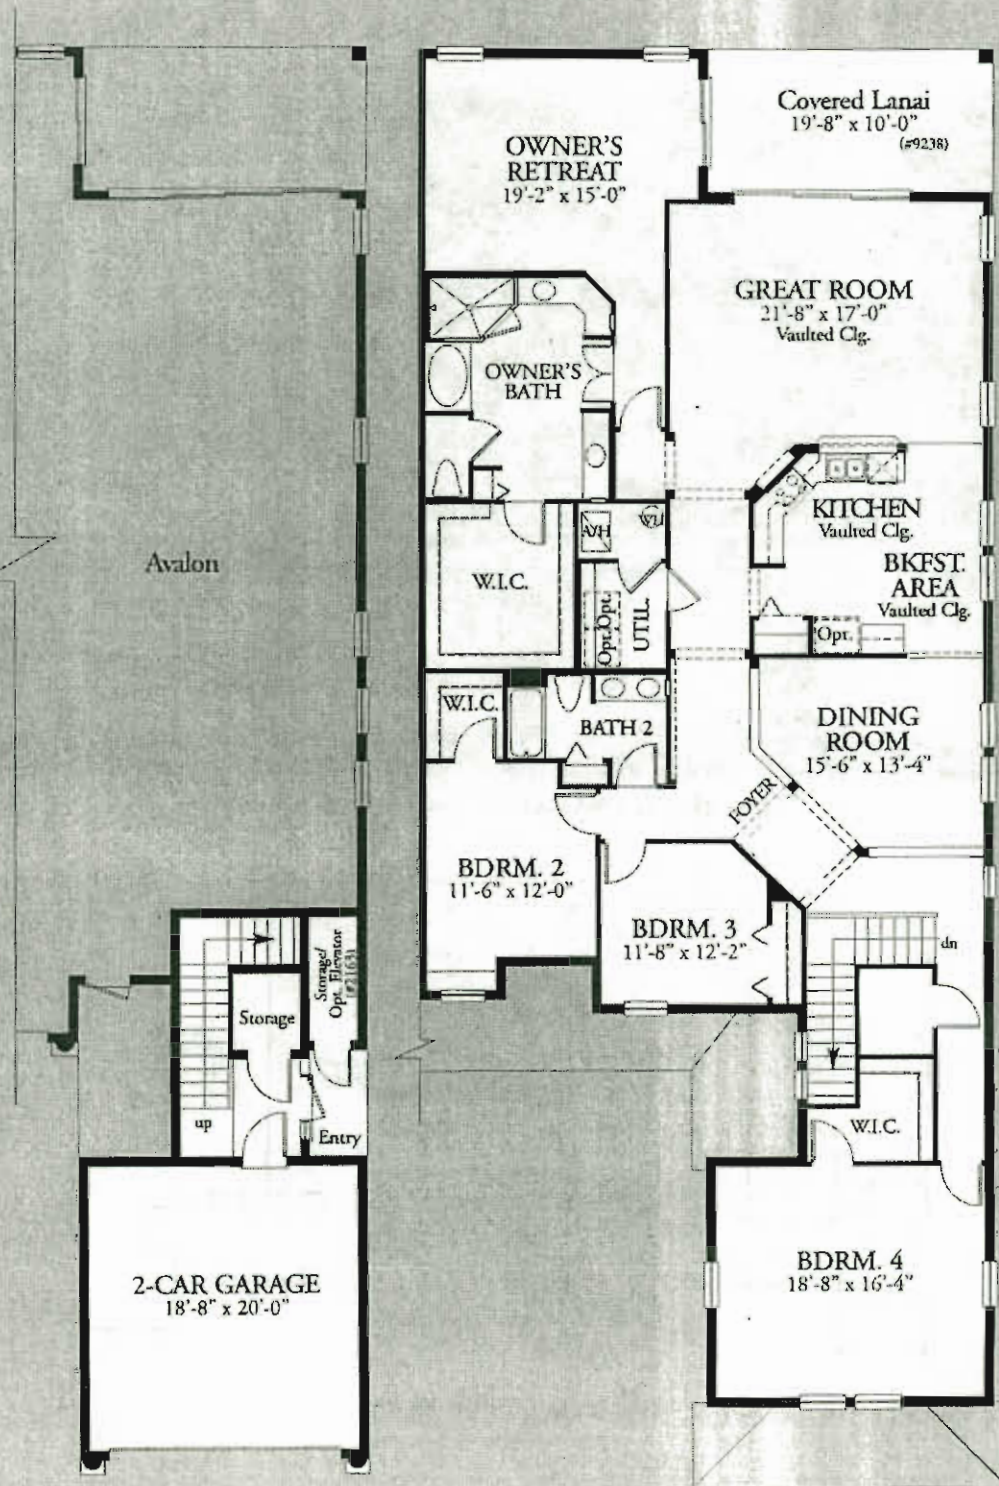 Avalon
Storage/
Opt. Elevator
(#2163)
Storage
up
Entry
2-CAR GARAGE
18'-8" x 20'-0"
Covered Lanai
19'-8" x 10'-0"
(#9238)
OWNER'S
RETREAT
19'-2" x 15'-0"
GREAT ROOM
21'-8" x 17'-0"
Vaulted Clg.
OWNER'S
BATH
KITCHEN
Vaulted Clg.
BKFST.
AREA
Vaulted Clg.
Opt.
W.I.C.
UTIL.
Opt.
Opt.
W.I.C.
BATH 2
DINING
ROOM
15'-6" x 13'-4"
FOYER
BDRM. 2
11'-6" x 12'-0"
BDRM. 3
11'-8" x 12'-2"
dn
W.I.C.
BDRM. 4
18'-8" x 16'-4"